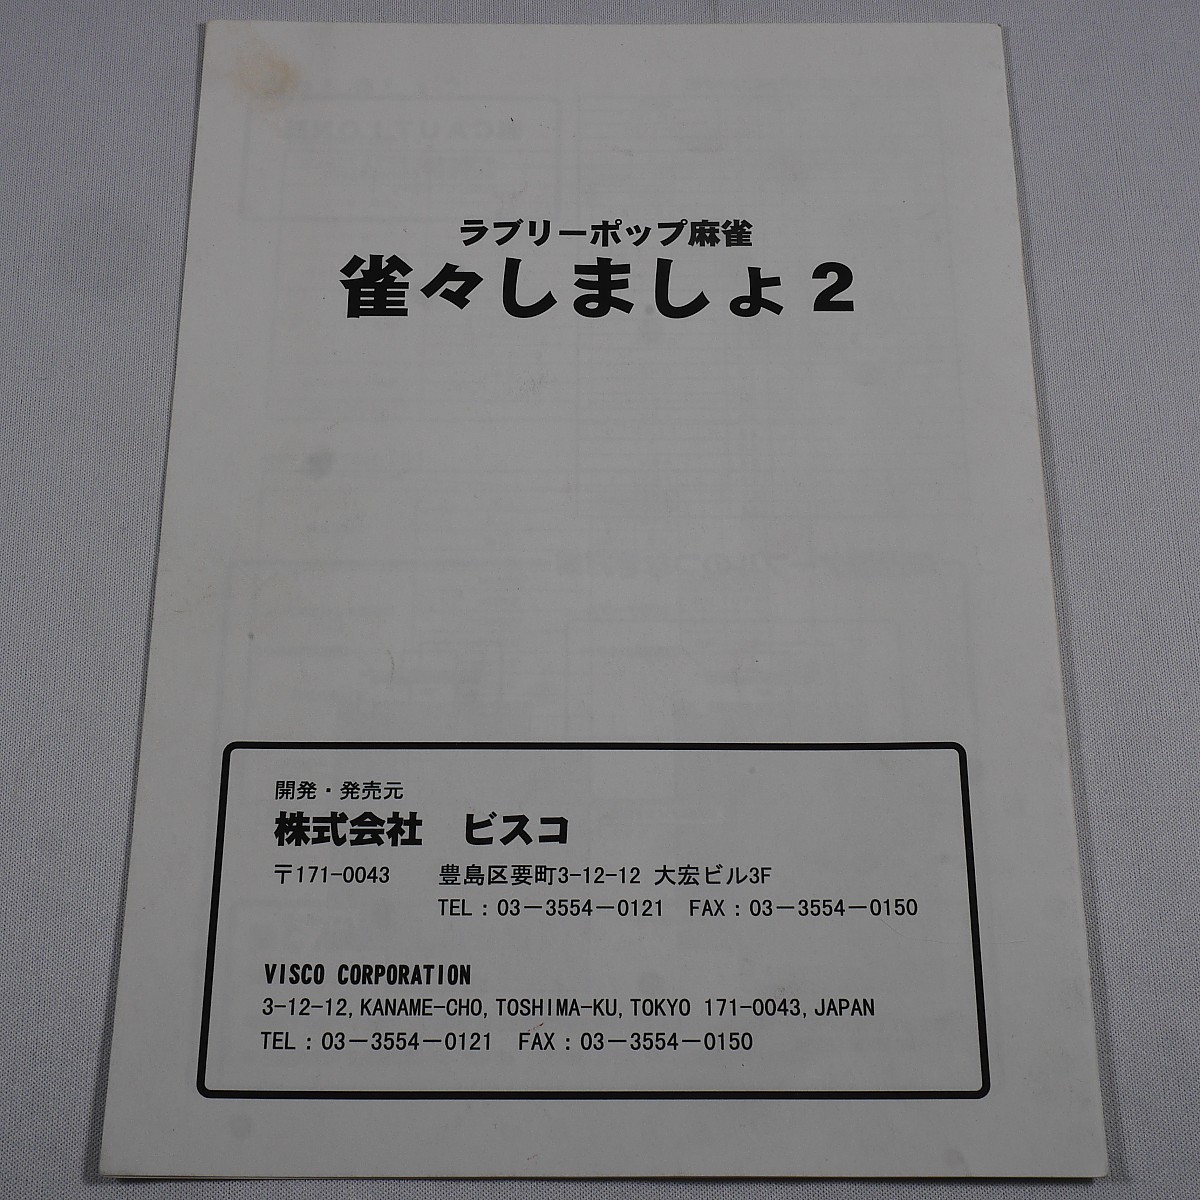 ラブリーポップ麻雀
雀々しましょ２
開発・発売元
株式会社　ビスコ
〒171-0043　豊島区要町3-12-12 大宏ビル3F
TEL : 03－3554－0121　FAX : 03－3554－0150
VISCO CORPORATION
3-12-12, KANAME-CHO, TOSHIMA-KU, TOKYO 171-0043, JAPAN
TEL : 03－3554－0121　FAX : 03－3554－0150